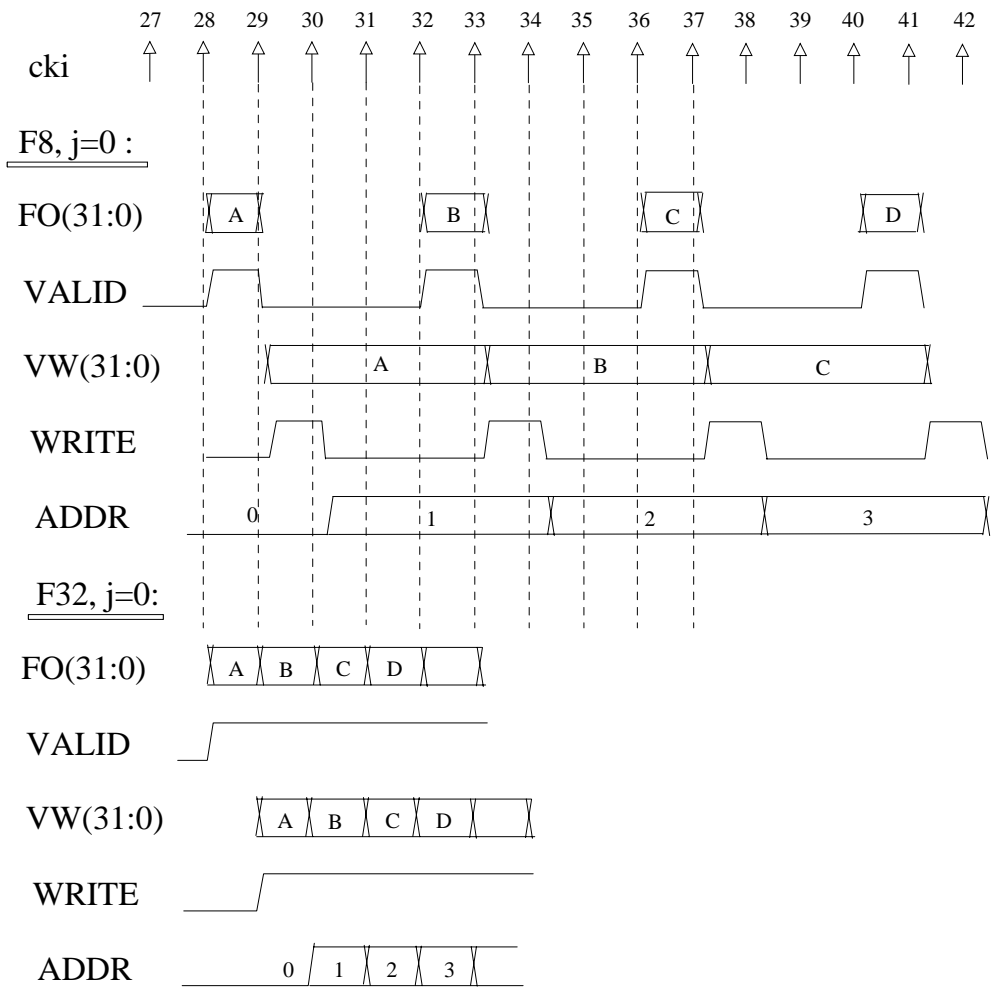 27 28 29 30 31 32 33 34 35 36 37 38 39 40 41 42
cki
F8, j=0 :
FO(31:0) A B C D
VALID
VW(31:0) A B C
WRITE
ADDR 0 1 2 3
F32, j=0:
FO(31:0) A B C D
VALID
VW(31:0) A B C D
WRITE
ADDR 0 1 2 3